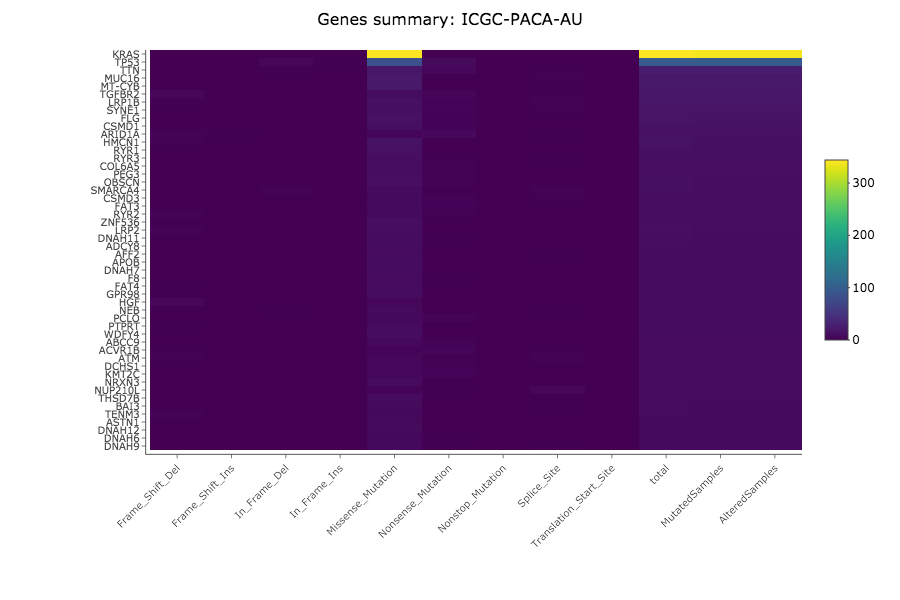 Genes summary: ICGC-PACA-AU
KRAS
TP53
TTN
MUC16
MT-CYB
TGFBR2
LRP1B
SYNE1
FLG
CSMD1
ARID1A
HMCN1
RYR1
RYR3
COL6A5
PEG3
OBSCN
SMARCA4
CSMD3
FAT3
RYR2
ZNF536
LRP2
DNAH11
ADCY8
AFF2
APOB
DNAH7
F8
FAT4
GPR98
HGF
NEB
PCLO
PTPRT
WDFY4
ABCC9
ACVR1B
ATM
DCHS1
KMT2C
NRXN3
NUP210L
THSD7B
BAI3
TENM3
ASTN1
DNAH12
DNAH6
DNAH9
Frame_Shift_Del
Frame_Shift_Ins
In_Frame_Del
In_Frame_Ins
Missense_Mutation
Nonsense_Mutation
Nonstop_Mutation
Splice_Site
Translation_Start_Site
total
MutatedSamples
AlteredSamples
300
200
100
0